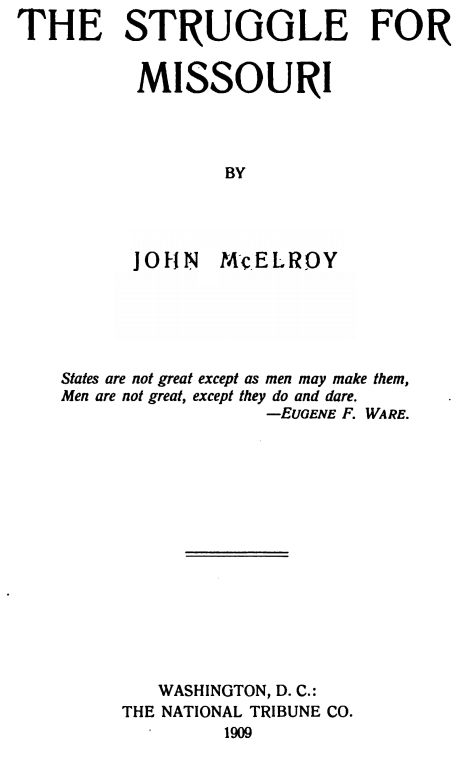 THE STRUGGLE FOR
MISSOURI
BY
JOHN McELROY
States are not great except as men may make them,
Men are not great, except they do and dare.
—EUGENE F. WARE.
WASHINGTON, D. C.:
THE NATIONAL TRIBUNE CO.
1909